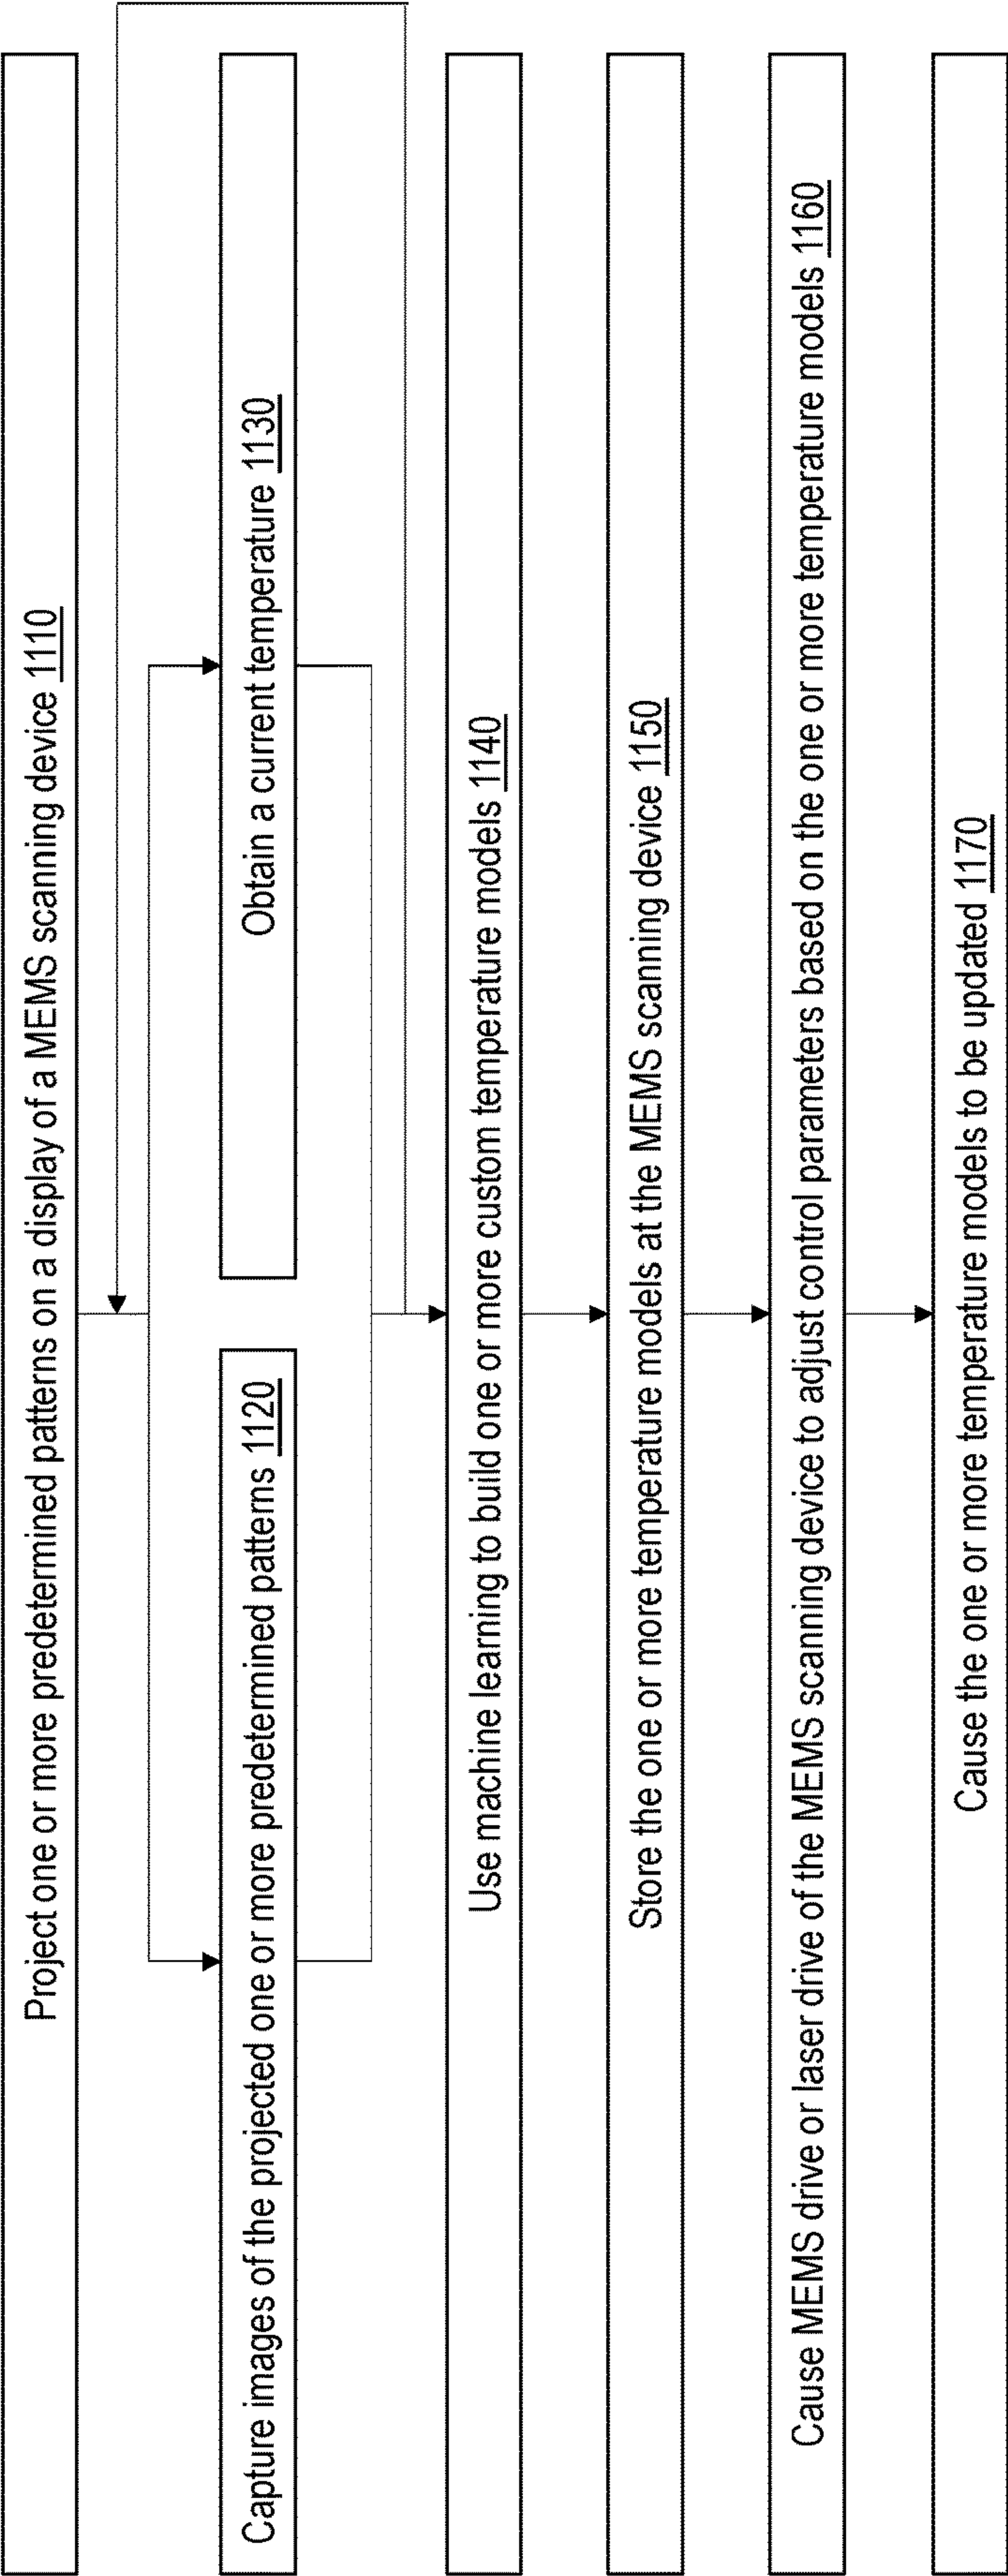 Project one or more predetermined patterns on a display of a MEMS scanning device 1110
Capture images of the projected one or more predetermined patterns 1120
Obtain a current temperature 1130
Use machine learning to build one or more custom temperature models 1140
Store the one or more temperature models at the MEMS scanning device 1150
Cause MEMS drive or laser drive of the MEMS scanning device to adjust control parameters based on the one or more temperature models 1160
Cause the one or more temperature models to be updated 1170